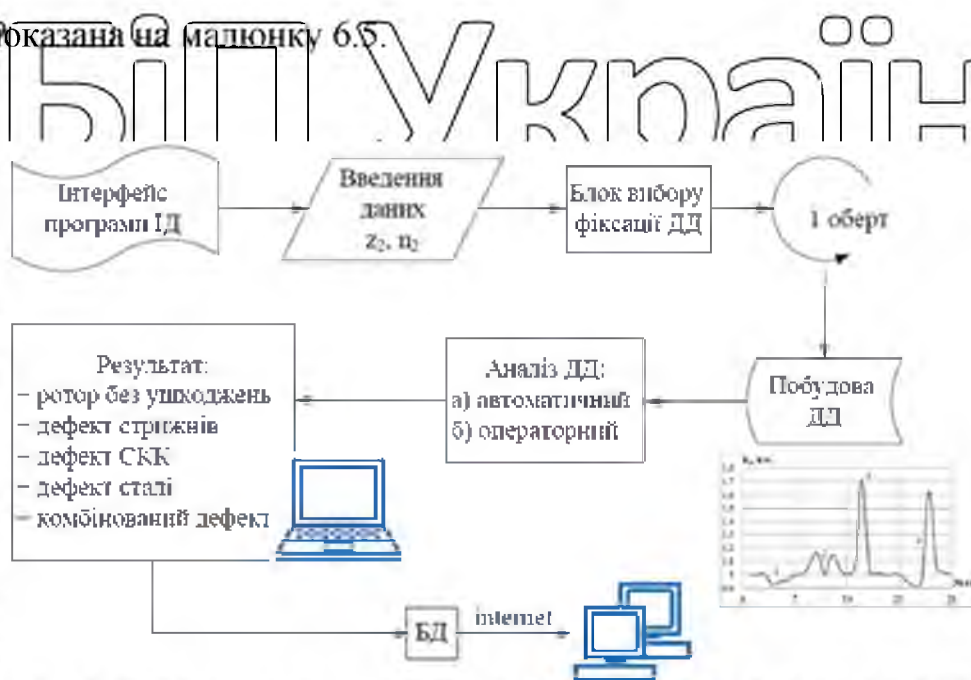 показана на малюнку 6.5.
БіП Україн
Інтерфейс
програми ІД
Введення
даних
z₂, n₂
Блок вибору
фіксації ДД
1 оберт
Результат:
– ротор без ушкоджень
– дефект стрижнів
– дефект СКК
– дефект сталі
– комбінований дефект
Аналіз ДД:
а) автоматичний
б) операторний
Побудова
ДД
БД
internet